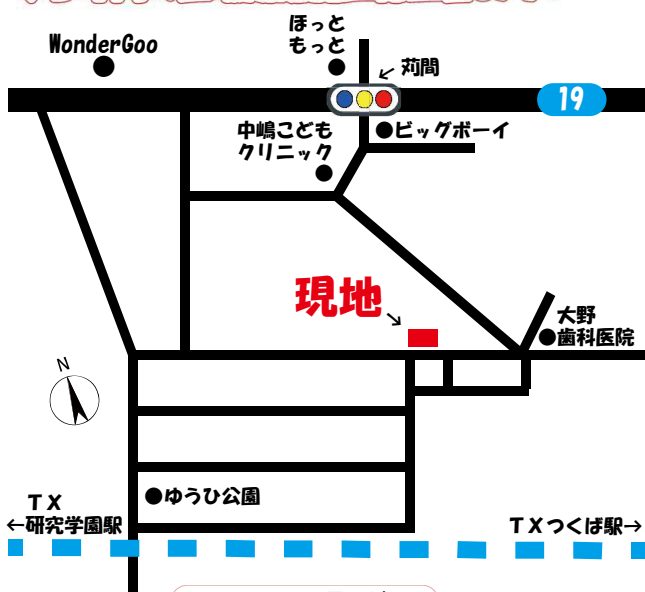 ほっと
もっと
WonderGoo
苅間
19
中嶋こども
クリニック
ビッグボーイ
現地
大野
歯科医院
N
ゆうひ公園
TX
←研究学園駅
TXつくば駅→